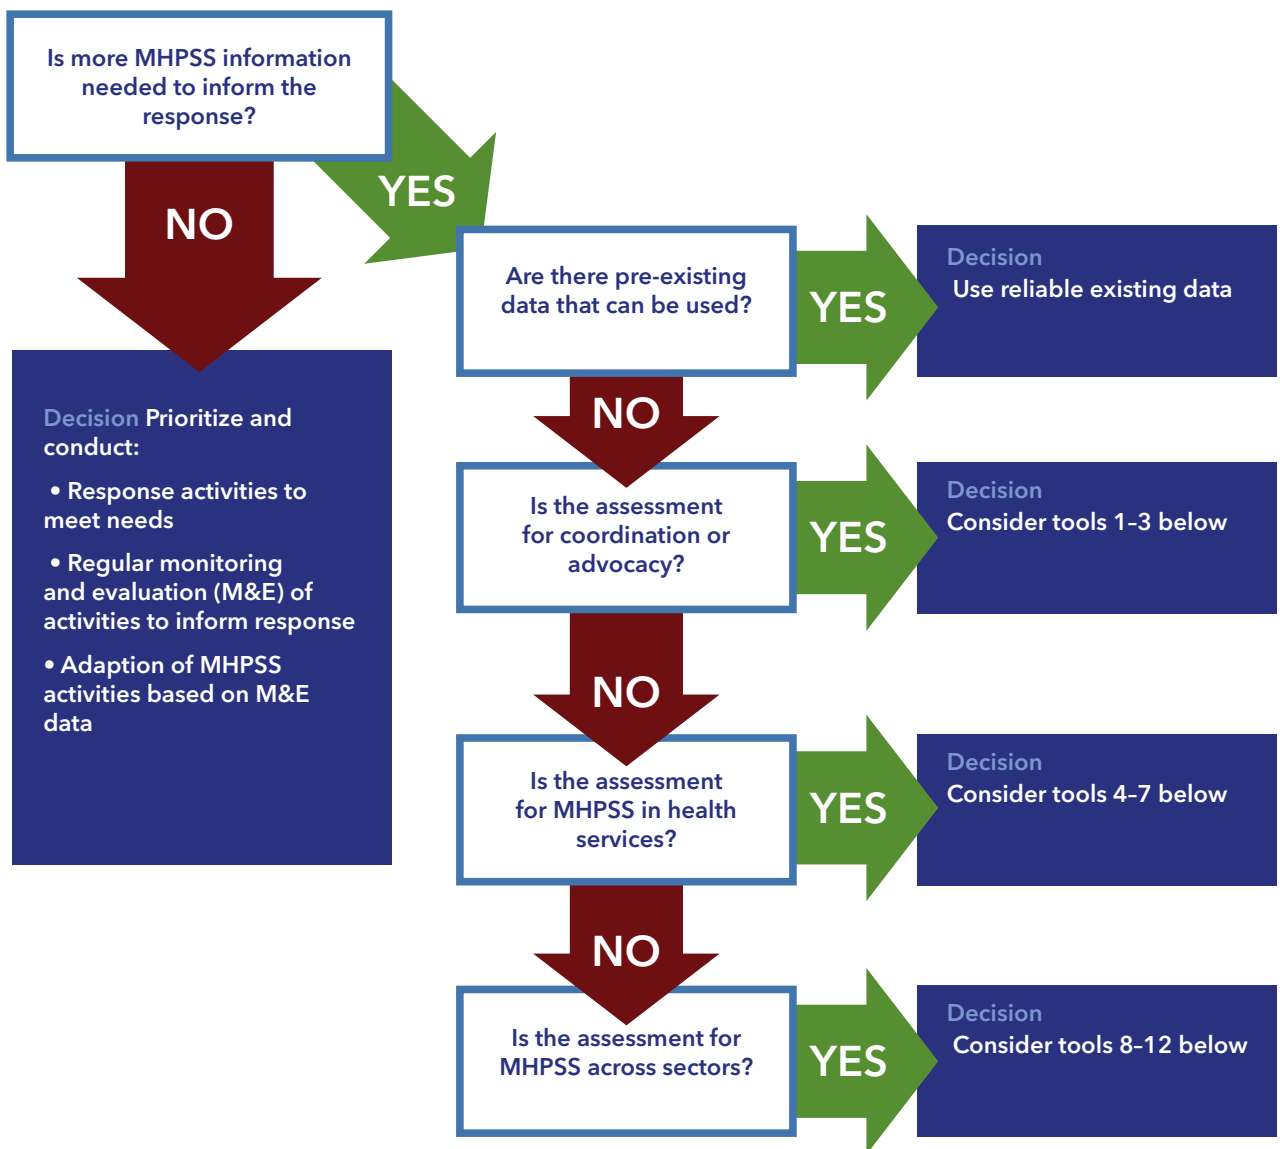 Is more MHPSS information
needed to inform the
response?
YES
NO
Are there pre-existing
data that can be used?
YES
Decision
Use reliable existing data
Decision Prioritize and
conduct:
• Response activities to
meet needs
• Regular monitoring
and evaluation (M&E) of
activities to inform response
• Adaption of MHPSS
activities based on M&E
data
NO
Is the assessment
for coordination or
advocacy?
YES
Decision
Consider tools 1–3 below
NO
Is the assessment
for MHPSS in health
services?
YES
Decision
Consider tools 4–7 below
NO
Is the assessment for
MHPSS across sectors?
YES
Decision
Consider tools 8–12 below